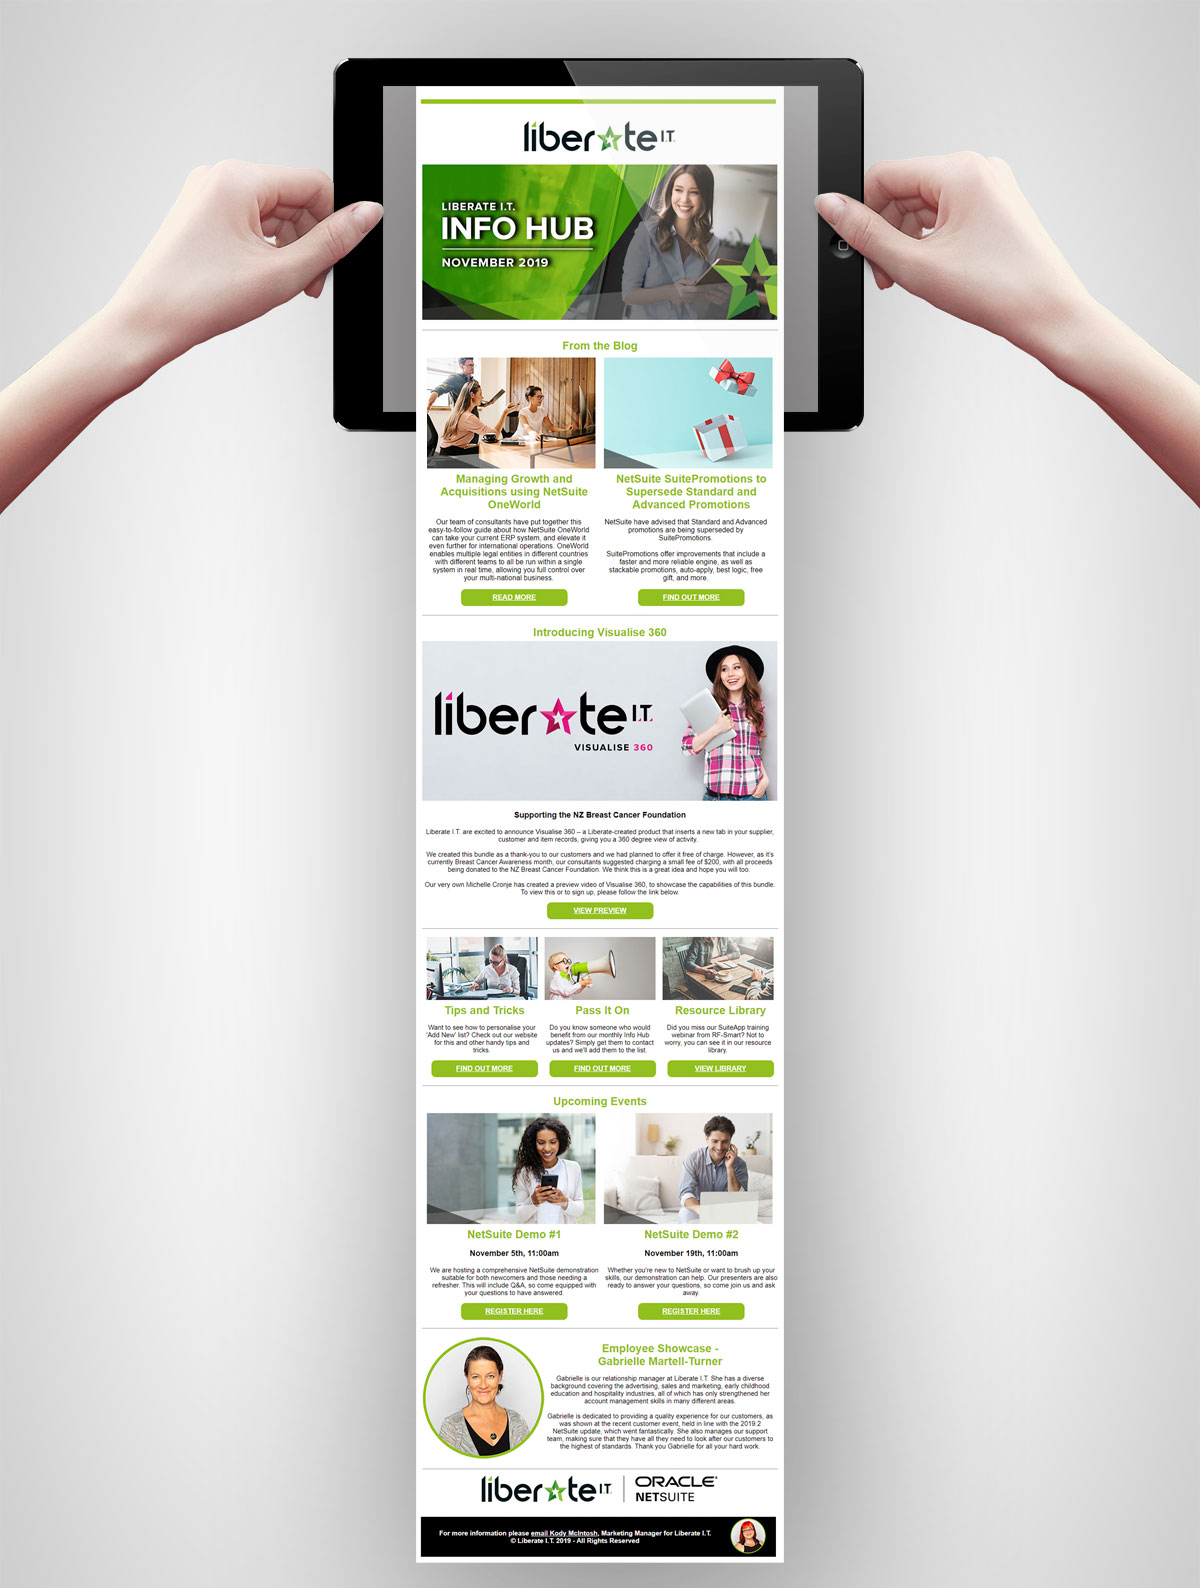 liber te I.T.
LIBERATE I.T.
INFO HUB
NOVEMBER 2019
From the Blog
Managing Growth and
Acquisitions using NetSuite
OneWorld
Our team of consultants have put together this
easy-to-follow guide about how NetSuite OneWorld
can take your current ERP system, and elevate it
even further for international operations. OneWorld
enables multiple legal entities in different countries
with different teams to all be run within a single
system in real time, allowing you full control over
your multi-national business.
READ MORE
NetSuite SuitePromotions to
Supersede Standard and
Advanced Promotions
NetSuite have advised that Standard and Advanced
promotions are being superseded by
SuitePromotions.
SuitePromotions offer improvements that include a
faster and more reliable engine, as well as
stackable promotions, auto-apply, best logic, free
gift, and more.
FIND OUT MORE
Introducing Visualise 360
liber te I.T.
VISUALISE 360
Supporting the NZ Breast Cancer Foundation
Liberate I.T. are excited to announce Visualise 360 – a Liberate-created product that inserts a new tab in your supplier,
customer and item records, giving you a 360 degree view of activity.
We created this bundle as a thank-you to our customers and we had planned to offer it free of charge. However, as it's
currently Breast Cancer Awareness month, our consultants suggested charging a small fee of $200, with all proceeds
being donated to the NZ Breast Cancer Foundation. We think this is a great idea and hope you will too.
Our very own Michelle Cronje has created a preview video of Visualise 360, to showcase the capabilities of this bundle.
To view this or to sign up, please follow the link below.
VIEW PREVIEW
Tips and Tricks
Want to see how to personalise your
'Add New' list? Check out our website
for this and other handy tips and
tricks.
FIND OUT MORE
Pass It On
Do you know someone who would
benefit from our monthly Info Hub
updates? Simply get them to contact
us and we'll add them to the list.
FIND OUT MORE
Resource Library
Did you miss our SuiteApp training
webinar from RF-Smart? Not to
worry, you can see it in our resource
library.
VIEW LIBRARY
Upcoming Events
NetSuite Demo #1
November 5th, 11:00am
We are hosting a comprehensive NetSuite demonstration
suitable for both newcomers and those needing a
refresher. This will include Q&A, so come equipped with
your questions to have answered.
REGISTER HERE
NetSuite Demo #2
November 19th, 11:00am
Whether you're new to NetSuite or want to brush up your
skills, our demonstration can help. Our presenters are also
ready to answer your questions, so come join us and ask
away.
REGISTER HERE
Employee Showcase -
Gabrielle Martell-Turner
Gabrielle is our relationship manager at Liberate I.T. She has a diverse
background covering the advertising, sales and marketing, early childhood
education and hospitality industries, all of which has only strengthened her
account management skills in many different areas.
Gabrielle is dedicated to providing a quality experience for our customers, as
was shown at the recent customer event, held in line with the 2019.2
NetSuite update, which went fantastically. She also manages our support
team, making sure that they have all they need to look after our customers to
the highest of standards. Thank you Gabrielle for all your hard work.
liber te I.T.
ORACLE®
NETSUITE
For more information please email Kody McIntosh, Marketing Manager for Liberate I.T.
© Liberate I.T. 2019 - All Rights Reserved